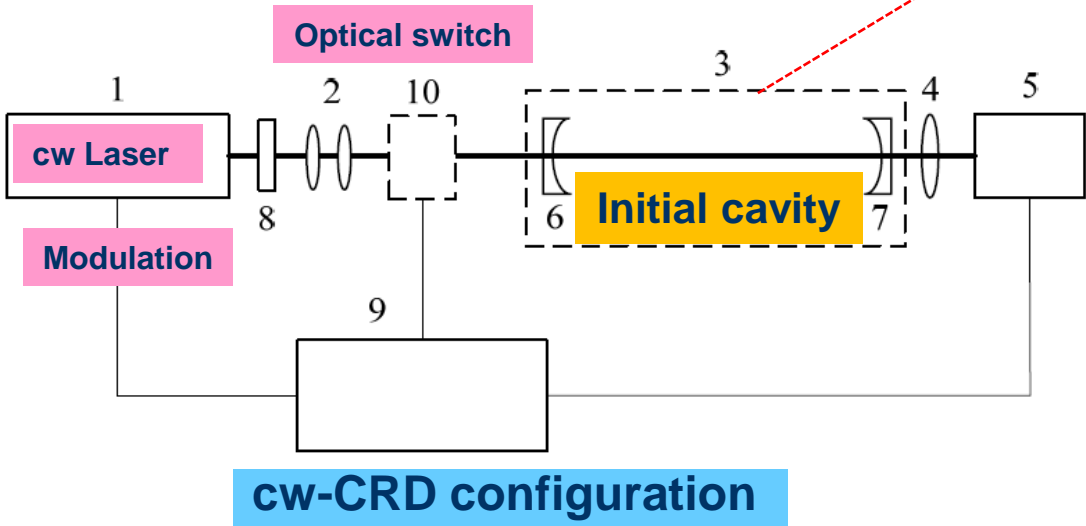 Optical switch
1
2
10
3
4
5
cw Laser
8
6
Initial cavity
7
Modulation
9
cw-CRD configuration